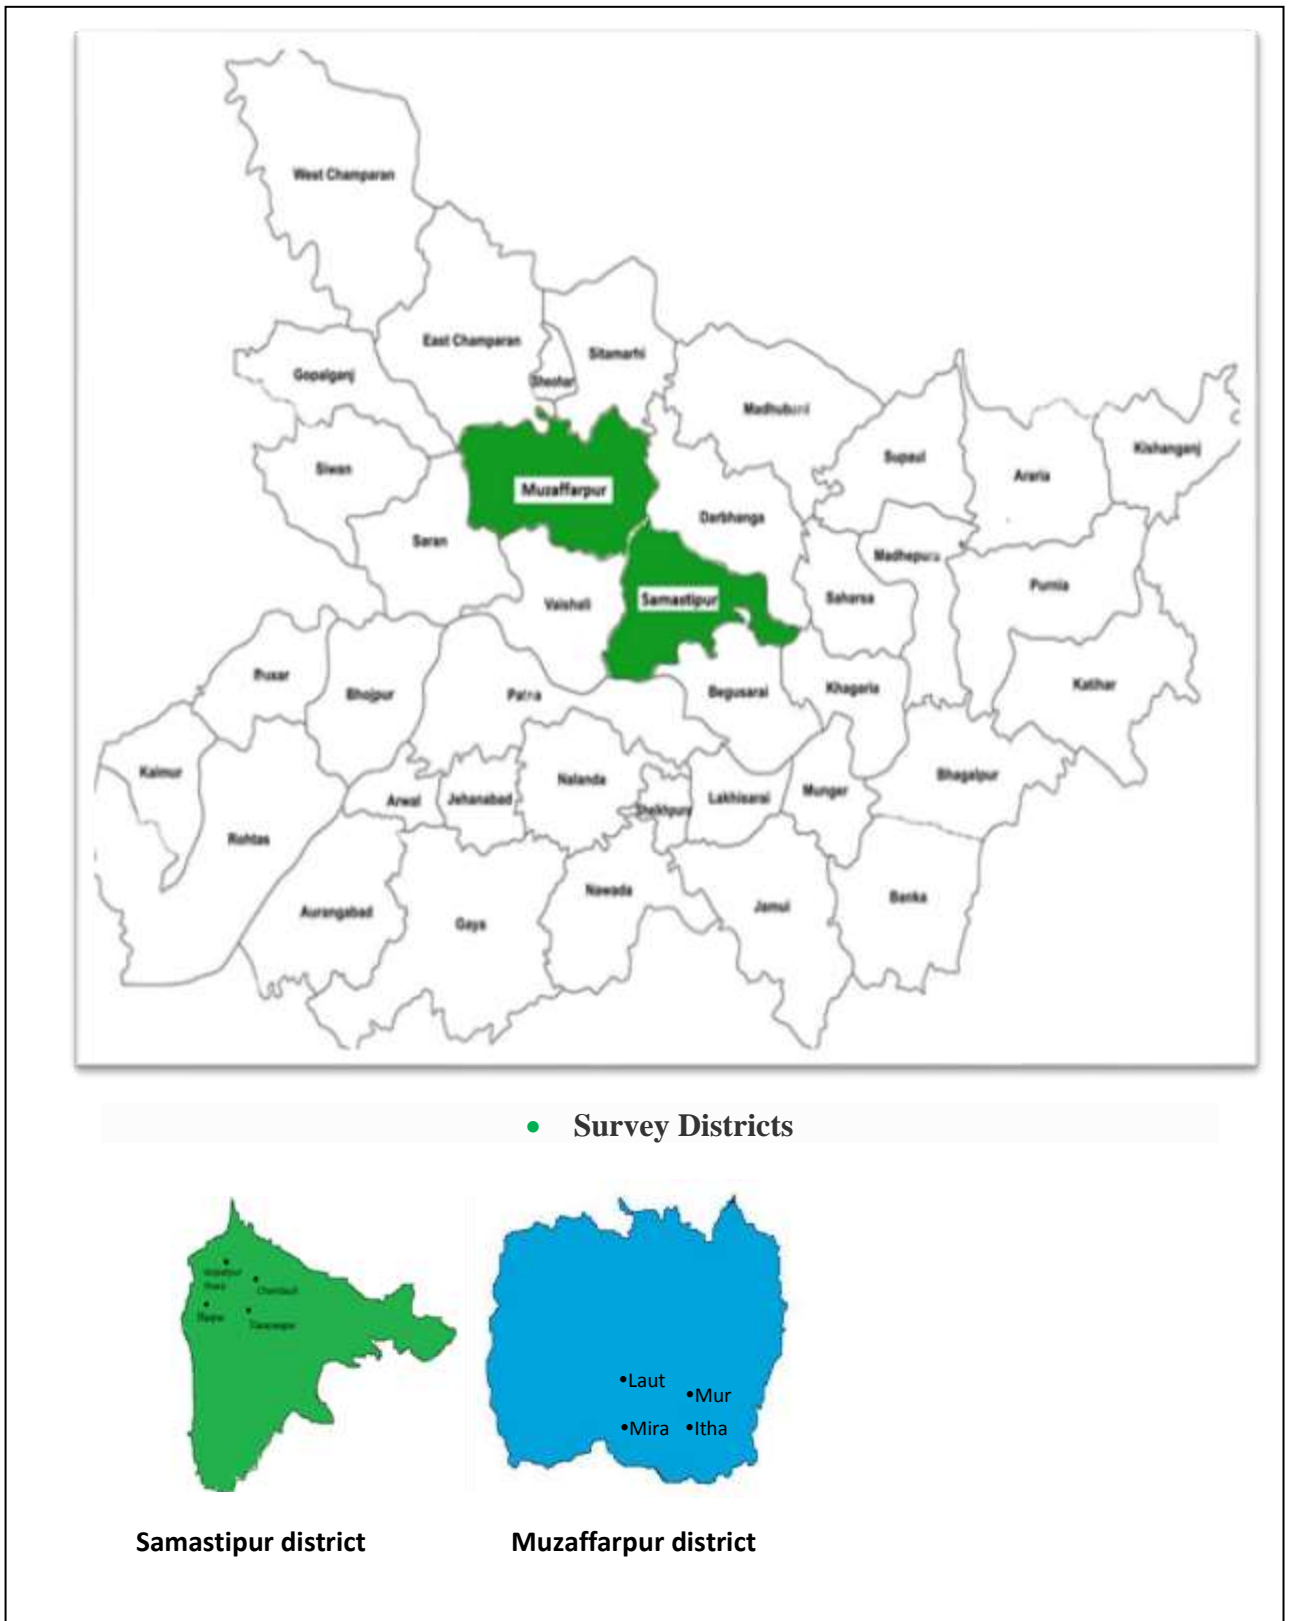 West Champaran
East Champaran
Sitamarhi
Sheohar
Gopalganj
Madhubani
Siwan
Muzaffarpur
Supaul
Araria
Kishanganj
Saran
Darbhanga
Madhepura
Purnia
Vaishali
Samastipur
Saharsa
Buxar
Bhojpur
Patna
Begusarai
Khagaria
Katihar
Kaimur
Arwal
Jehanabad
Nalanda
Sheikhpura
Lakhisarai
Munger
Bhagalpur
Rohtas
Aurangabad
Gaya
Nawada
Jamui
Banka
• Survey Districts
•Laut
•Mur
•Mira •Itha
Samastipur district Muzaffarpur district